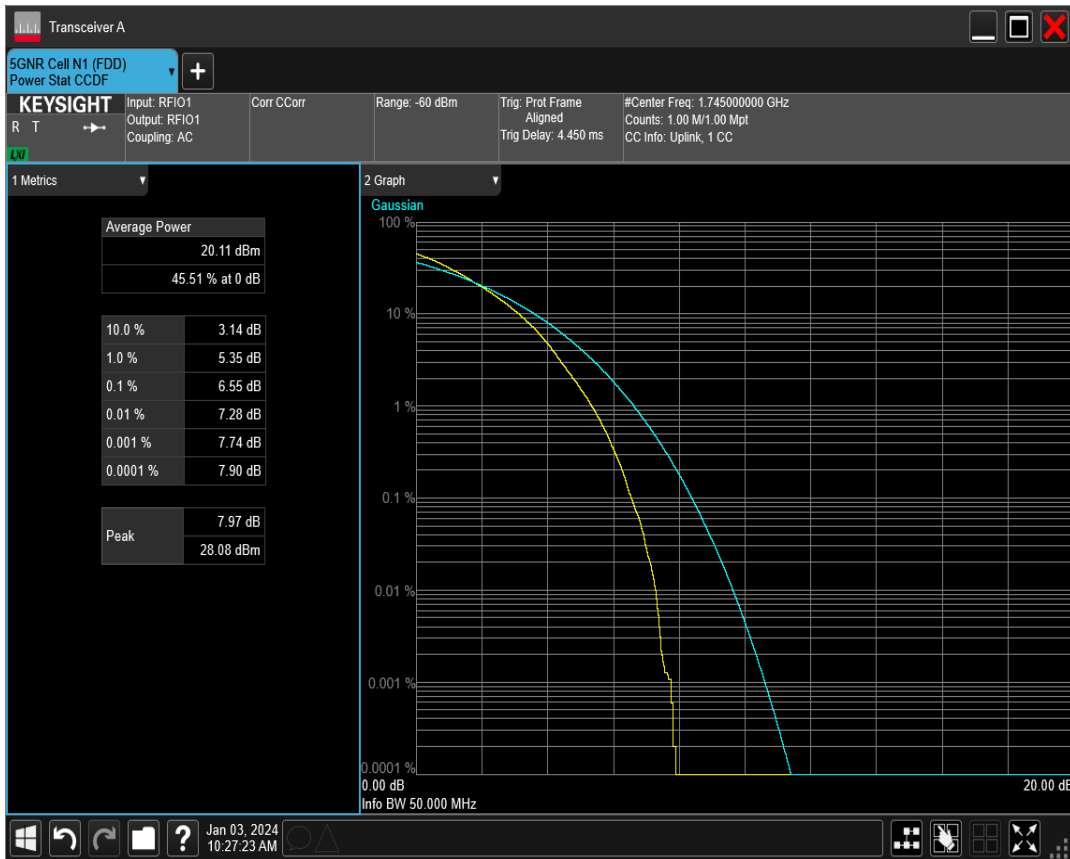 Transceiver A
5GNR Cell N1 (FDD)
Power Stat CCDF
+
KEYSIGHT
R T
LXI
Input: RFIO1
Output: RFIO1
Coupling: AC
Corr CCorr
Range: -60 dBm
Trig: Prot Frame
Aligned
Trig Delay: 4.450 ms
#Center Freq: 1.745000000 GHz
Counts: 1.00 M/1.00 Mpt
CC Info: Uplink, 1 CC
1 Metrics
Average Power
20.11 dBm
45.51 % at 0 dB
10.0 % 3.14 dB
1.0 % 5.35 dB
0.1 % 6.55 dB
0.01 % 7.28 dB
0.001 % 7.74 dB
0.0001 % 7.90 dB
Peak
7.97 dB
28.08 dBm
2 Graph
Gaussian
100 %
10 %
1 %
0.1 %
0.01 %
0.001 %
0.0001 %
0.00 dB 20.00 dB
Info BW 50.000 MHz
?
Jan 03, 2024
10:27:23 AM